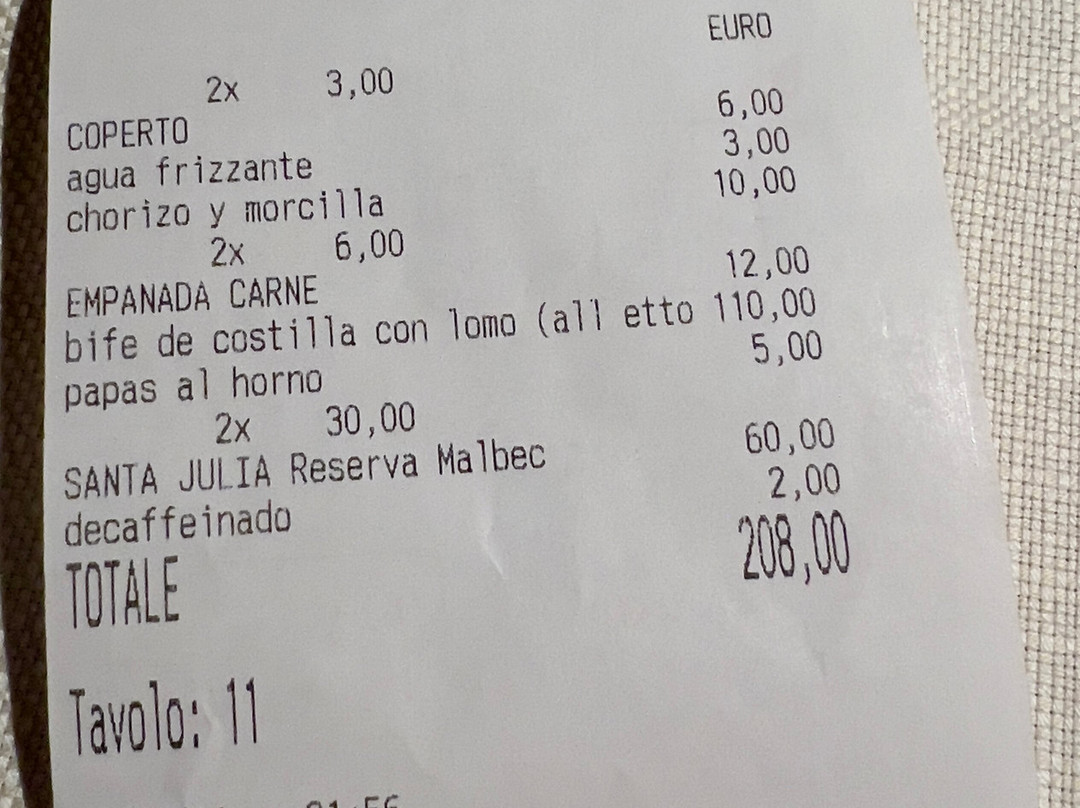 EURO
2x 3,00
COPERTO 6,00
agua frizzante 3,00
chorizo y morcilla 10,00
2x 6,00
EMPANADA CARNE 12,00
bife de costilla con lomo (all etto 110,00
papas al horno 5,00
2x 30,00
SANTA JULIA Reserva Malbec 60,00
decaffeinado 2,00
TOTALE 208,00
Tavolo: 11